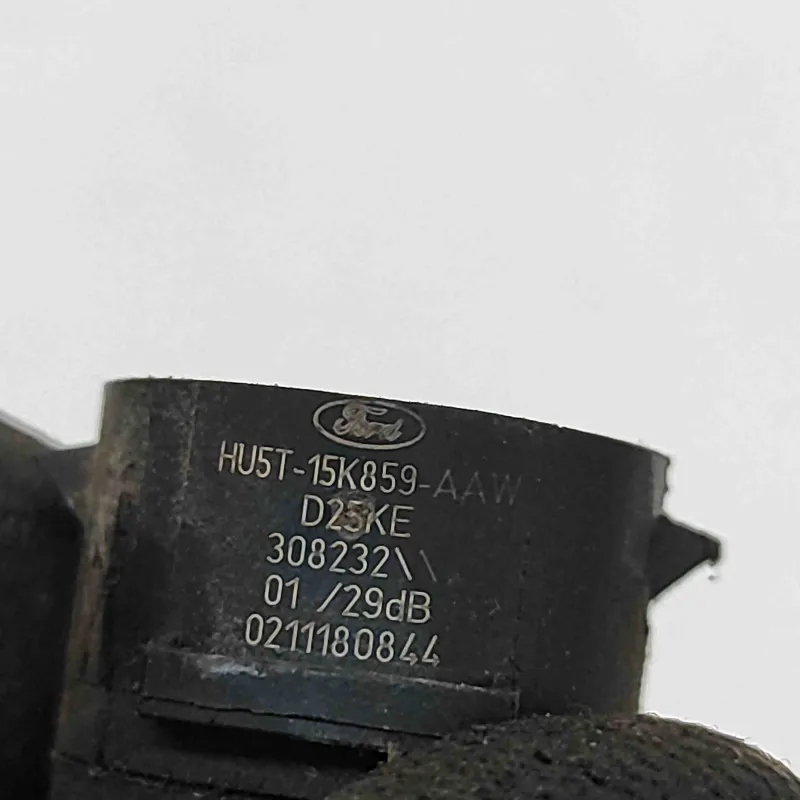 Ford
HU5T-15K859-AAW
D25KE
308232\\
01 /29dB
0211180844